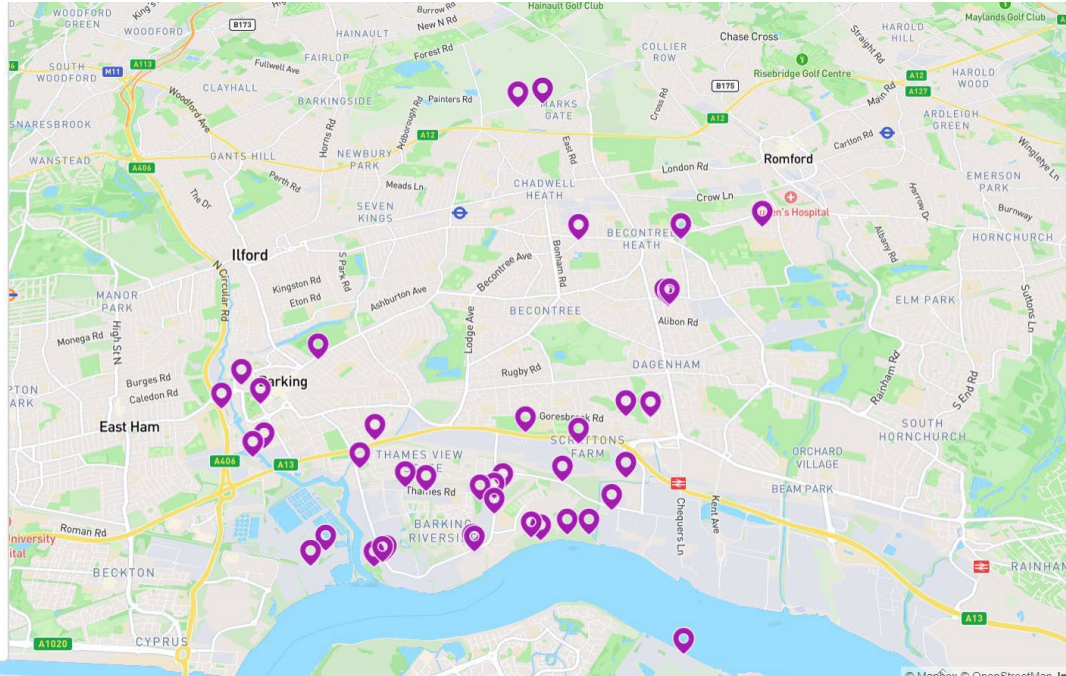 WOODFORD
GREEN
King's
WOODFORD
B173
Hainault Golf Club
Burrow Rd
New N Rd
HAINAULT
Forest Rd
Maylands Golf Club
Chase Cross
Straight Rd
HAROLD
HILL
COLLIER
ROW
FAIRLOP
Fullwell Ave
SOUTH
WOODFORD
M11
A113
Risebridge Golf Centre
A12
A127
HAROLD
WOOD
CLAYHALL
Woodford Ave
BARKINGSIDE
Painters Rd
MARKS
GATE
B175
Cross Rd
Main Rd
ARDLEIGH
GREEN
SNARESBROOK
Horns Rd
A12
A12
East Rd
Carlton Rd
Wingletye Ln
WANSTEAD
A406
GANTS HILL
NEWBURY
PARK
Perth Rd
Meads Ln
London Rd
Romford
EMERSON
PARK
The Dr
CHADWELL
HEATH
Crow Ln
SEVEN
KINGS
Burnway
BECONTREE
HEATH
Albany Rd
HORNCHURCH
Ilford
N Circular Rd
S Park Rd
Kingston Rd
Eton Rd
Ashburton Ave
Becontree Ave
Bonham Rd
MANOR
PARK
Lodge Ave
BECONTREE
Alibon Rd
ELM PARK
Suttons Ln
High St N
Monega Rd
Burges Rd
Caledon Rd
Rugby Rd
DAGENHAM
Rainham Rd
S End Rd
East Ham
Goresbrook Rd
SOUTH
HORNCHURCH
THAMES VIEW
A406
A13
Thames Rd
ORCHARD
VILLAGE
BEAM PARK
Roman Rd
Chequers Ln
Kent Ave
BARKING
BECKTON
RAINHAM
A13
A1020
CYPRUS
© Mapbox © OpenStreetMap